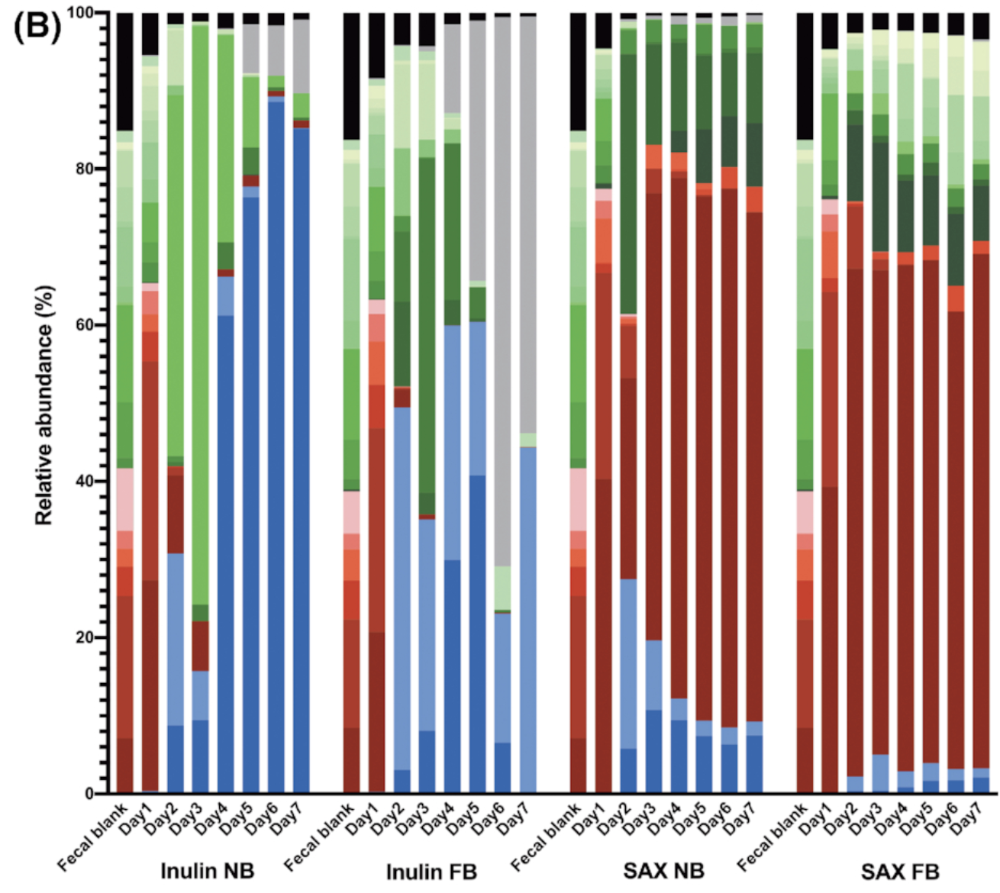 (B)
Relative abundance (%)
100
80
60
40
20
0
Fecal blank Day1 Day2 Day3 Day4 Day5 Day6 Day7 Fecal blank Day1 Day2 Day3 Day4 Day5 Day6 Day7 Fecal blank Day1 Day2 Day3 Day4 Day5 Day6 Day7 Fecal blank Day1 Day2 Day3 Day4 Day5 Day6 Day7
Inulin NB Inulin FB SAX NB SAX FB